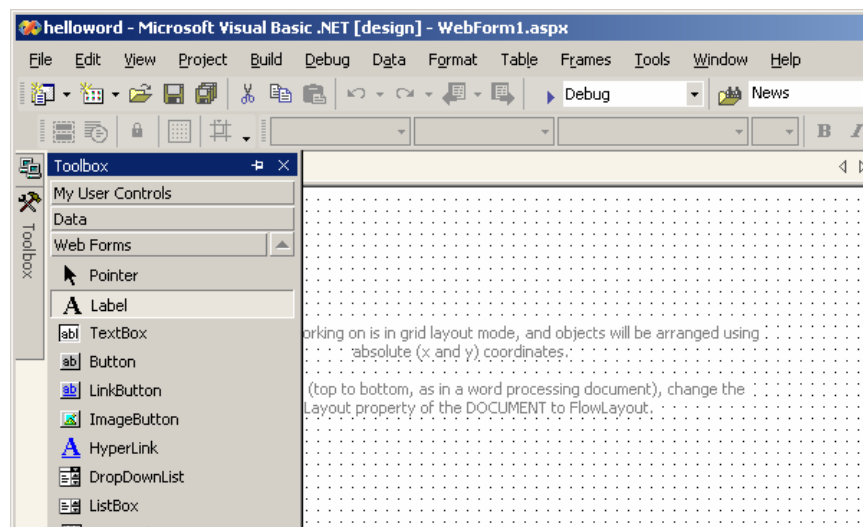 helloword - Microsoft Visual Basic .NET [design] - WebForm1.aspx
File Edit View Project Build Debug Data Format Table Frames Tools Window Help
Debug News
B I
Toolbox
Toolbox
My User Controls
Data
Web Forms
Pointer
A Label
abl TextBox
ab Button
ab LinkButton
ImageButton
A HyperLink
DropDownList
ListBox
orking on is in grid layout mode, and objects will be arranged using
absolute (x and y) coordinates.
(top to bottom, as in a word processing document), change the
Layout property of the DOCUMENT to FlowLayout.